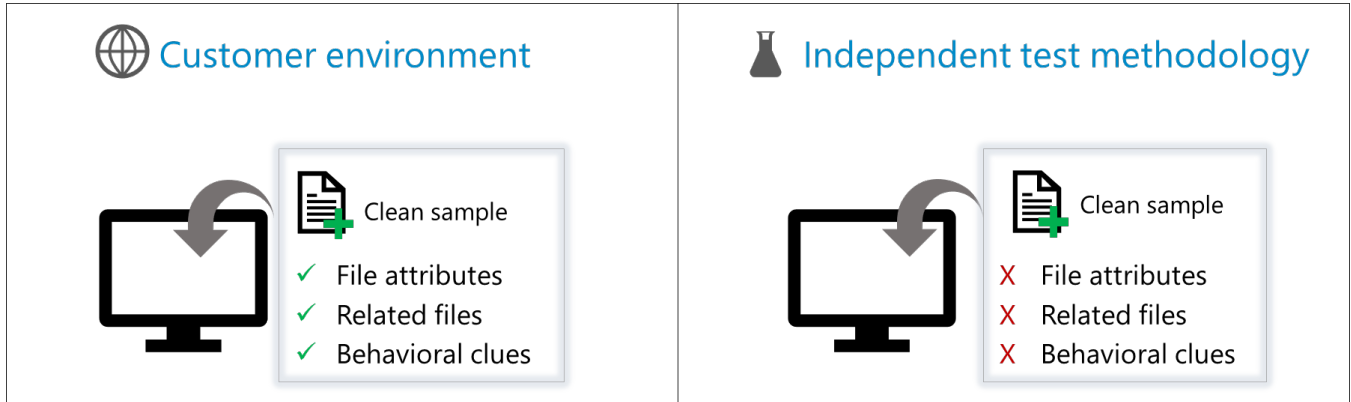 Customer environment
Clean sample
✓ File attributes
✓ Related files
✓ Behavioral clues
Independent test methodology
Clean sample
X File attributes
X Related files
X Behavioral clues